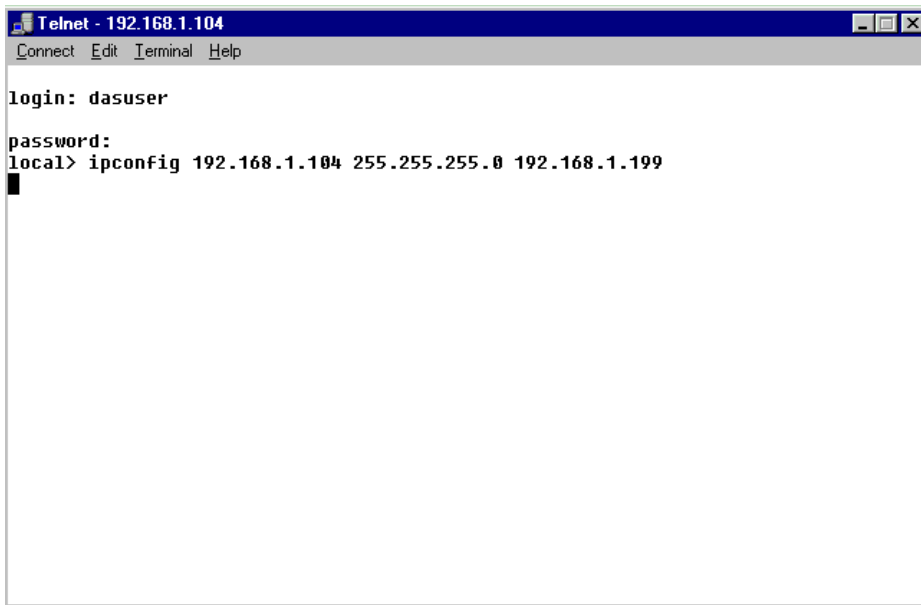 Telnet - 192.168.1.104
Connect Edit Terminal Help
login: dasuser
password:
local> ipconfig 192.168.1.104 255.255.255.0 192.168.1.199